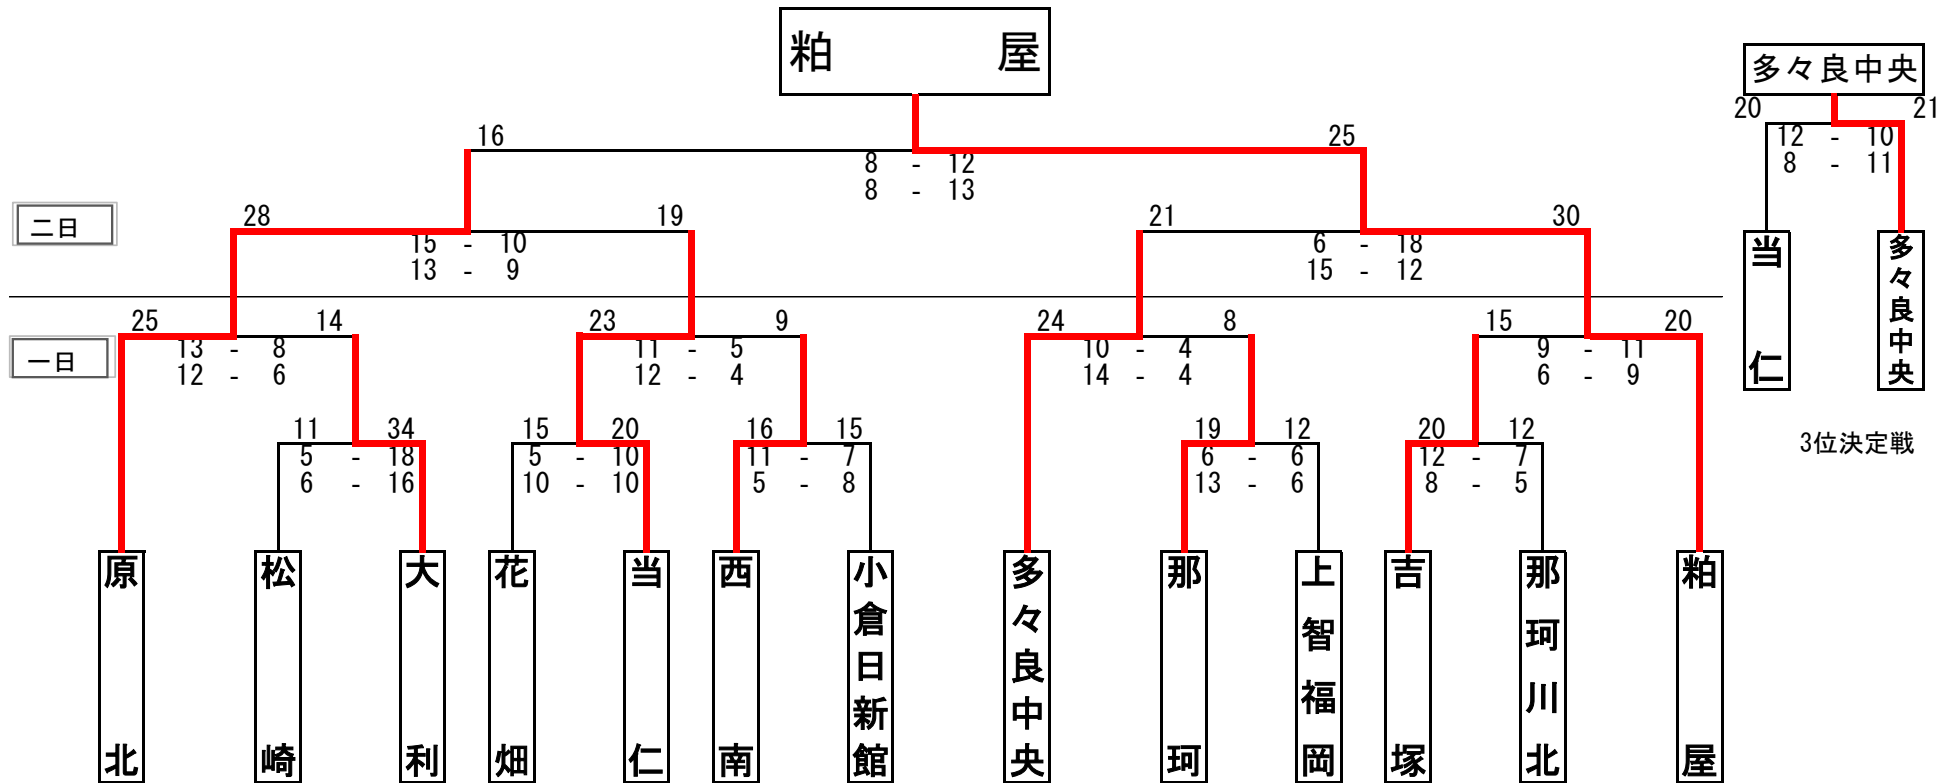 粕屋
多々良中央
20 21
12 - 10
8 - 11
当仁
多々良中央
3位決定戦
16 25
8 - 12
8 - 13
二日
28 19
15 - 10
13 - 9
21 30
6 - 18
15 - 12
一日
25 14
13 - 8
12 - 6
23 9
11 - 5
12 - 4
24 8
10 - 4
14 - 4
15 20
9 - 11
6 - 9
11 34
5 - 18
6 - 16
15 20
5 - 10
10 - 10
16 15
11 - 7
5 - 8
19 12
6 - 6
13 - 6
20 12
12 - 7
8 - 5
原北
松崎
大利
花畑
当仁
西南
小倉日新館
多々良中央
那珂
上智福岡
吉塚
那珂川北
粕屋